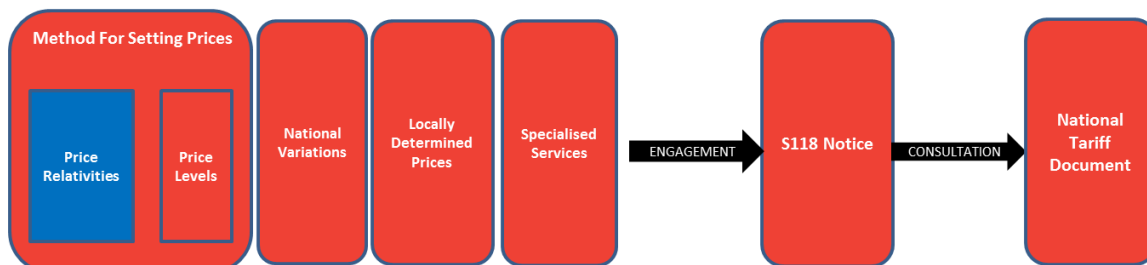 Method For Setting Prices
Price
Relativities
Price
Levels
National
Variations
Locally
Determined
Prices
Specialised
Services
ENGAGEMENT
S118 Notice
CONSULTATION
National
Tariff
Document